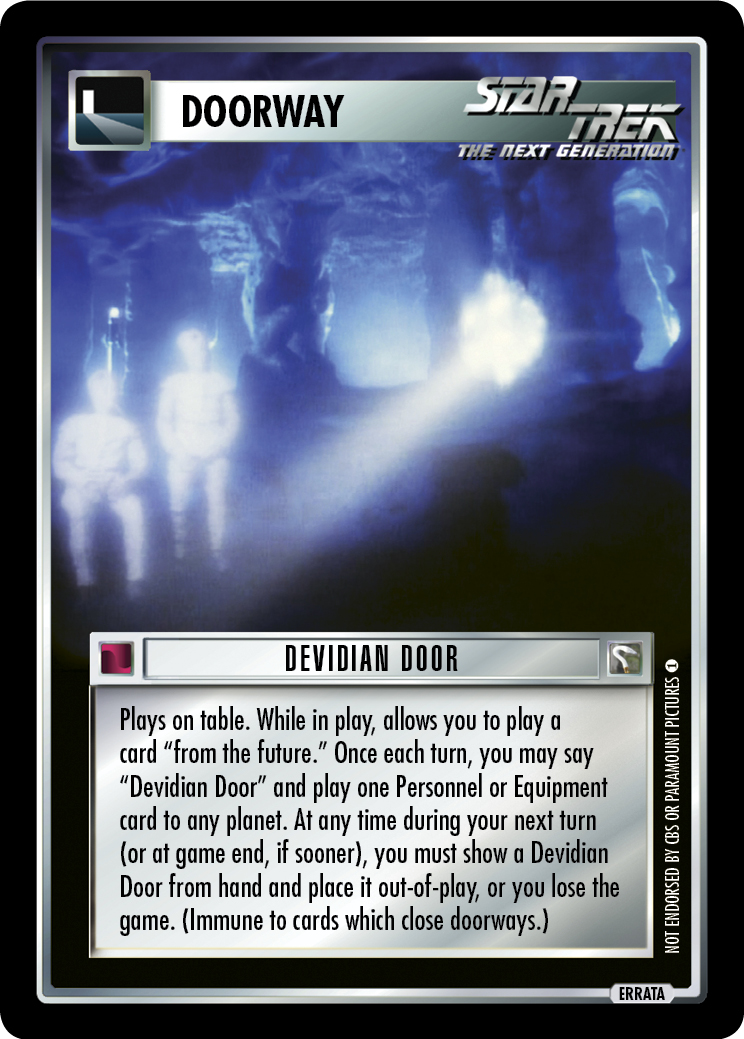 DOORWAY
STAR TREK
THE NEXT GENERATION
DEVIDIAN DOOR
Plays on table. While in play, allows you to play a
card “from the future.” Once each turn, you may say
“Devidian Door” and play one Personnel or Equipment
card to any planet. At any time during your next turn
(or at game end, if sooner), you must show a Devidian
Door from hand and place it out-of-play, or you lose the
game. (Immune to cards which close doorways.)
NOT ENDORSED BY CBS OR PARAMOUNT PICTURES 1
ERRATA